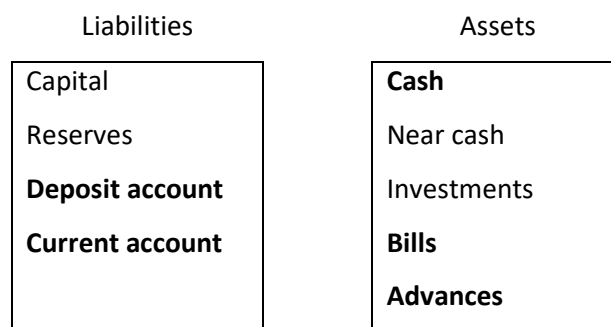 Liabilities
Assets
Capital
Reserves
Deposit account
Current account
Cash
Near cash
Investments
Bills
Advances